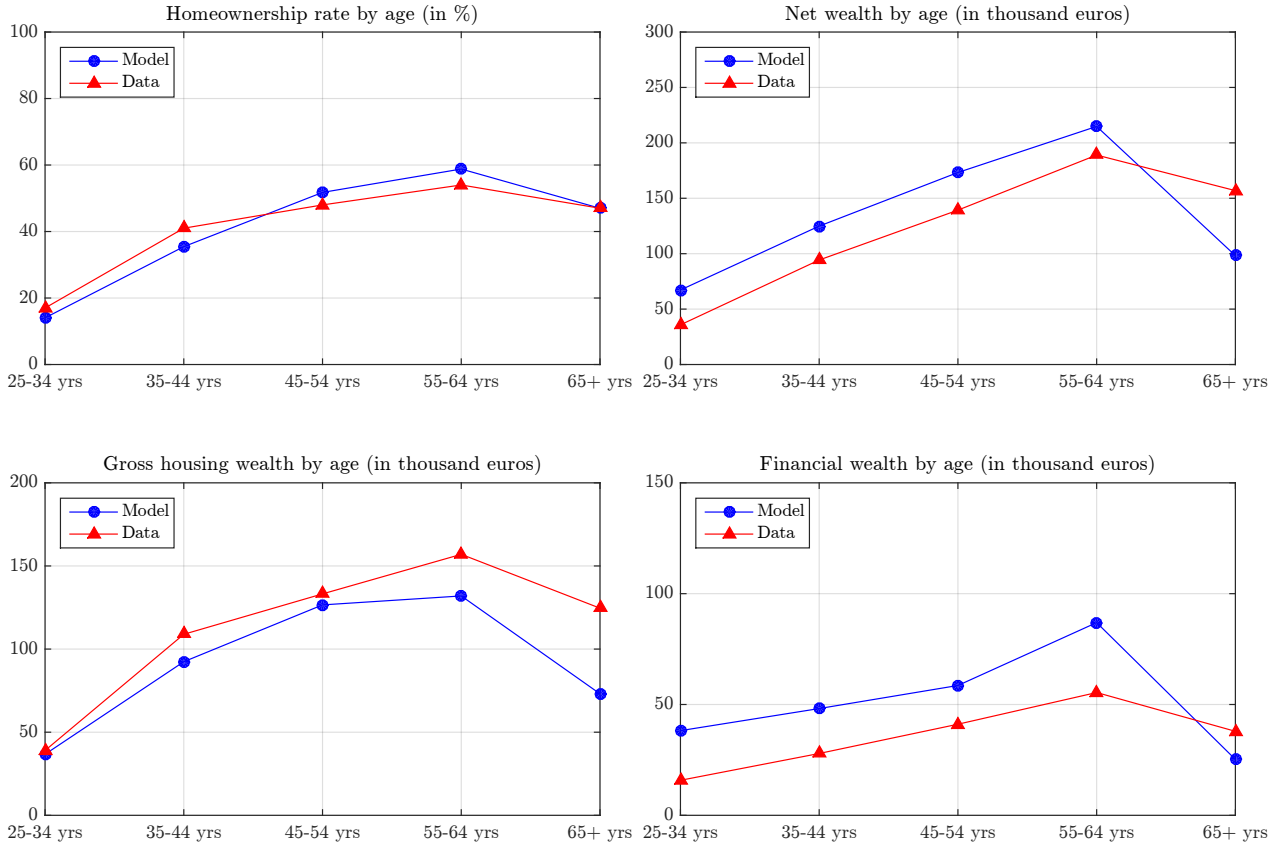 Homeownership rate by age (in %)
100
80
60
40
20
0
Model
Data
25-34 yrs 35-44 yrs 45-54 yrs 55-64 yrs 65+ yrs
Net wealth by age (in thousand euros)
300
250
200
150
100
50
0
Model
Data
25-34 yrs 35-44 yrs 45-54 yrs 55-64 yrs 65+ yrs
Gross housing wealth by age (in thousand euros)
200
150
100
50
0
Model
Data
25-34 yrs 35-44 yrs 45-54 yrs 55-64 yrs 65+ yrs
Financial wealth by age (in thousand euros)
150
100
50
0
Model
Data
25-34 yrs 35-44 yrs 45-54 yrs 55-64 yrs 65+ yrs